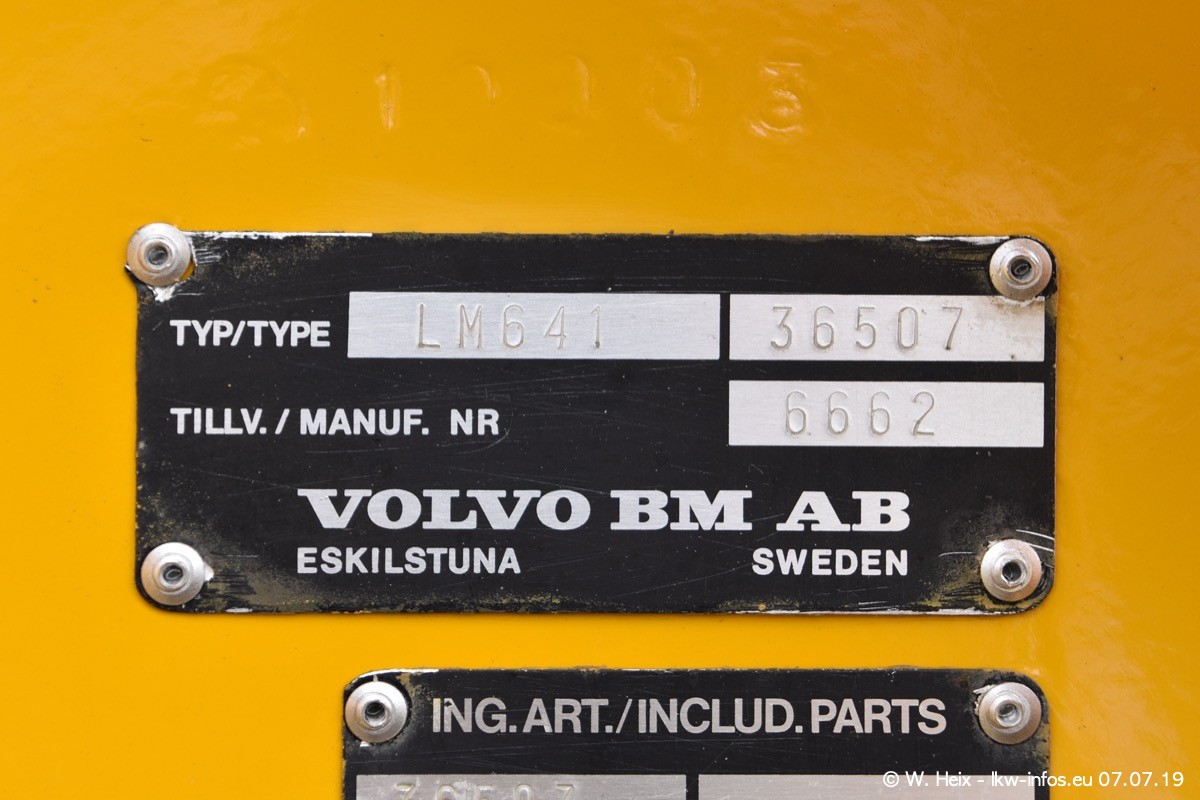 TYP/TYPE LM641 36507
TILLV. / MANUF. NR 6662
VOLVO BM AB
ESKILSTUNA SWEDEN
ING. ART./INCLUD. PARTS
36507
© W. Heix - lkw-infos.eu 07.07.19